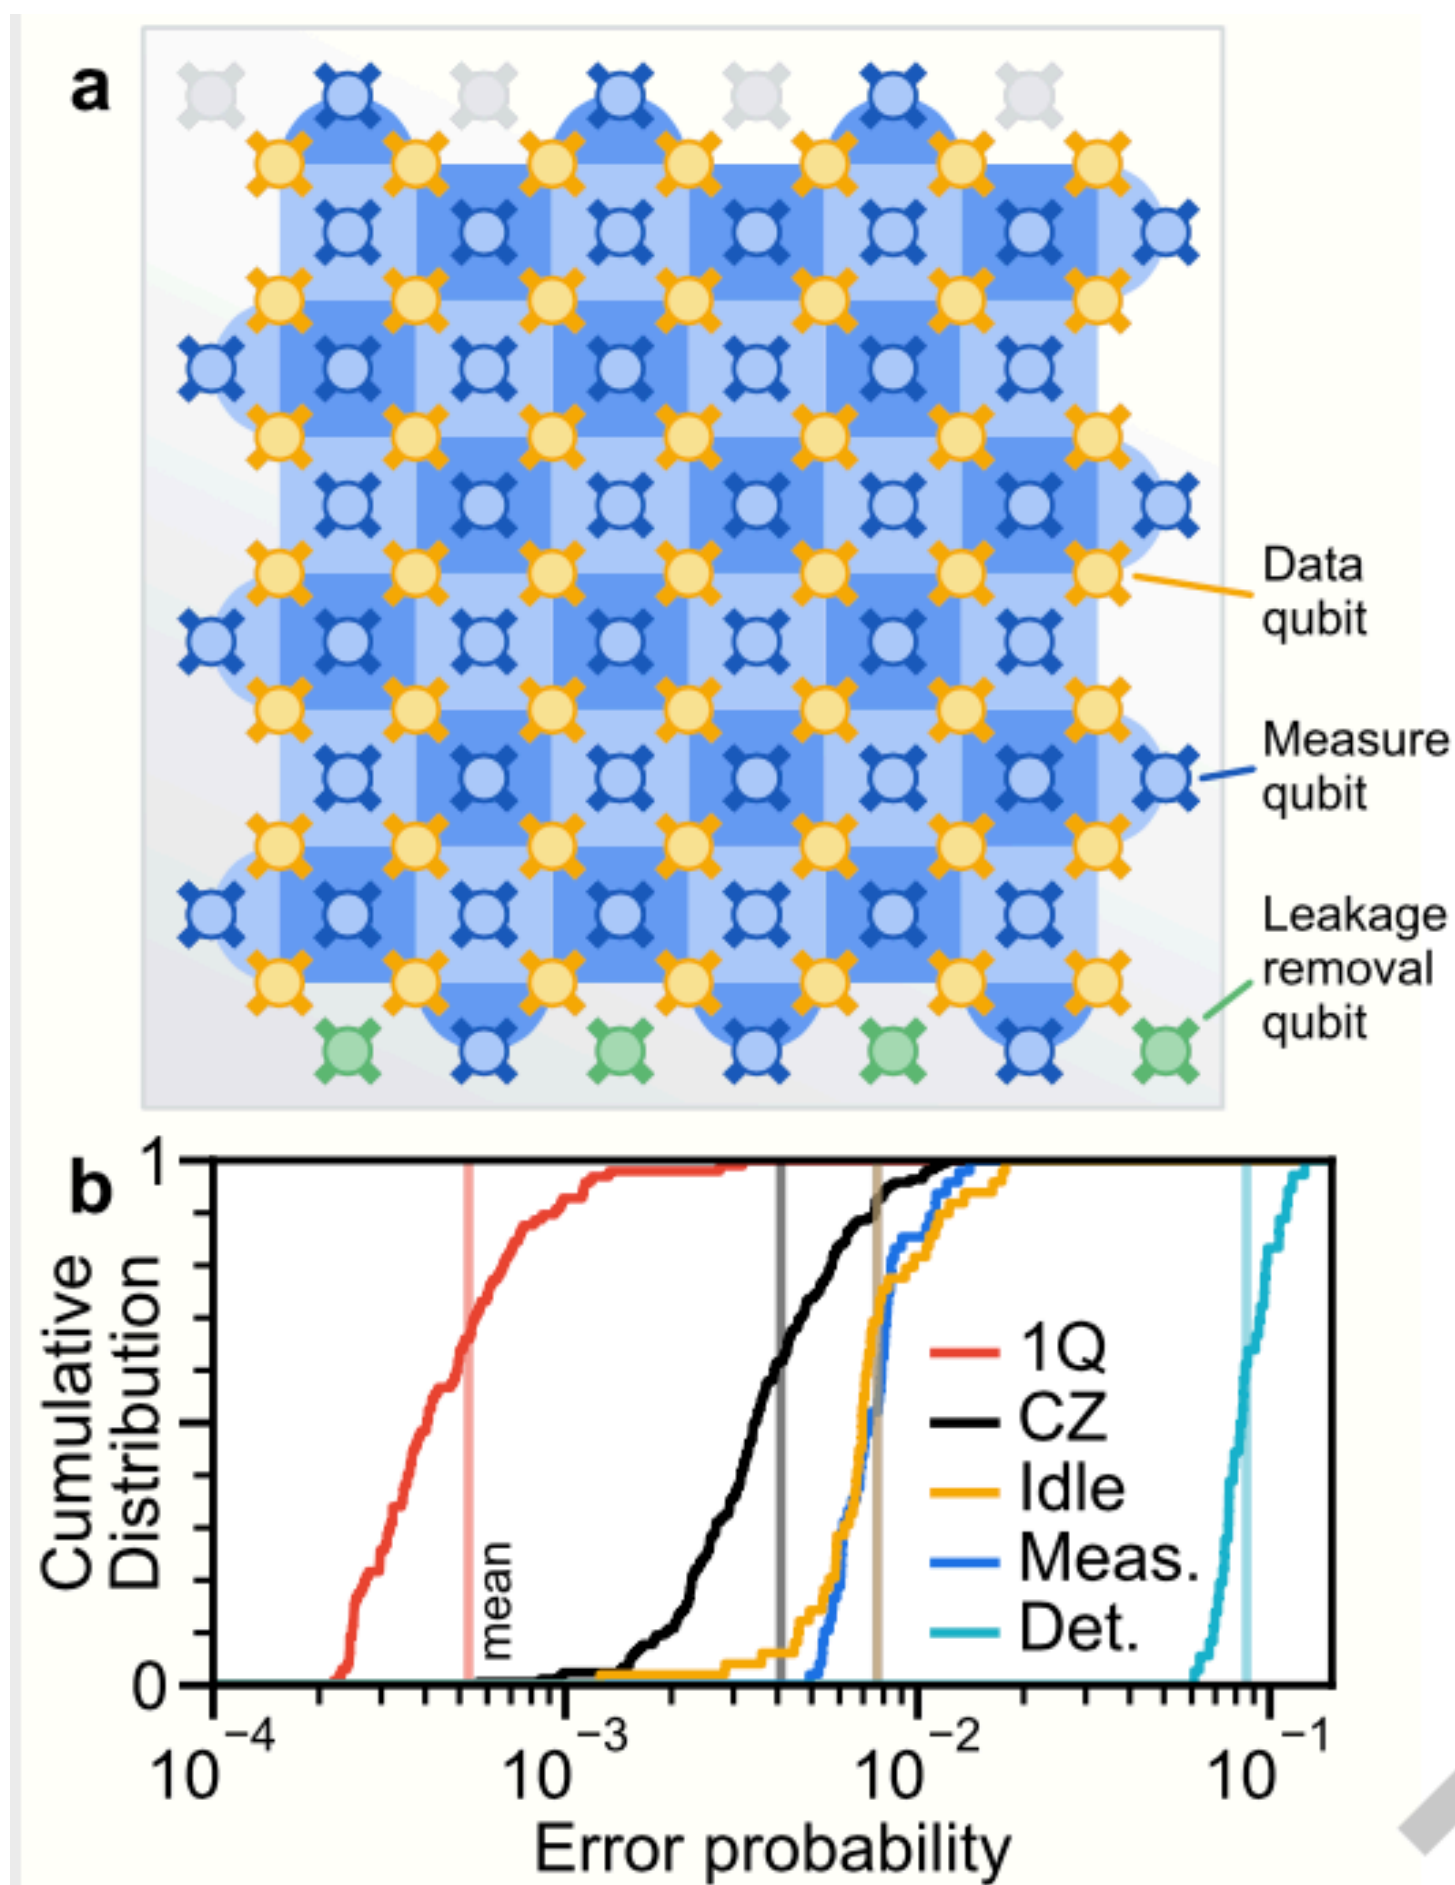 a
Data
qubit
Measure
qubit
Leakage
removal
qubit
b
1
0
Cumulative
Distribution
mean
1Q
CZ
Idle
Meas.
Det.
10⁻⁴
10⁻³
10⁻²
10⁻¹
Error probability